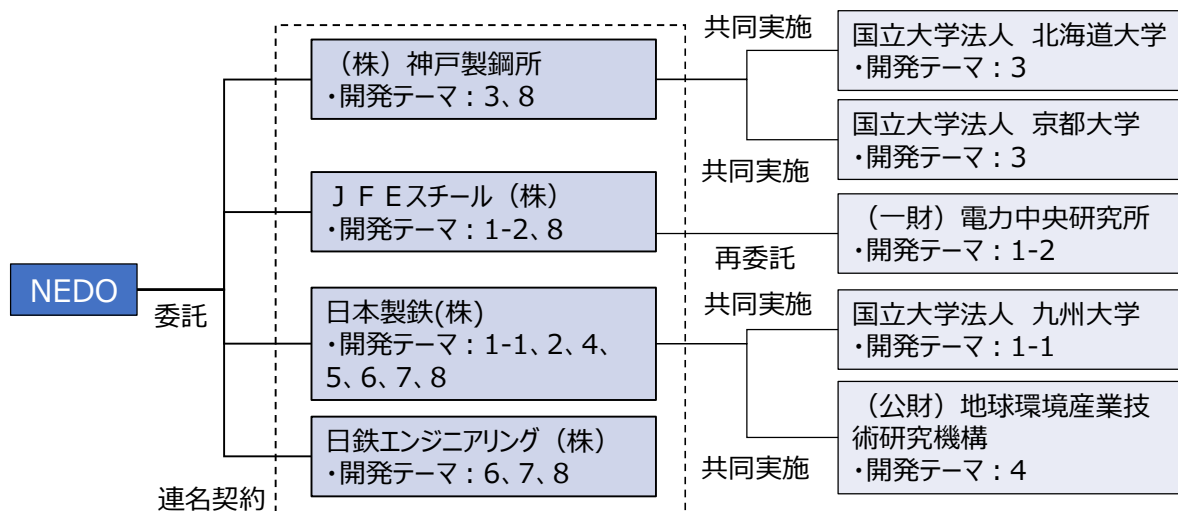 NEDO
委託
連名契約
（株）神戸製鋼所
・開発テーマ：3、8
ＪＦＥスチール（株）
・開発テーマ：1-2、8
日本製鉄(株)
・開発テーマ：1-1、2、4、
5、6、7、8
日鉄エンジニアリング（株）
・開発テーマ：6、7、8
共同実施
国立大学法人　北海道大学
・開発テーマ：3
共同実施
国立大学法人　京都大学
・開発テーマ：3
再委託
（一財）電力中央研究所
・開発テーマ：1-2
共同実施
国立大学法人　九州大学
・開発テーマ：1-1
共同実施
（公財）地球環境産業技
術研究機構
・開発テーマ：4